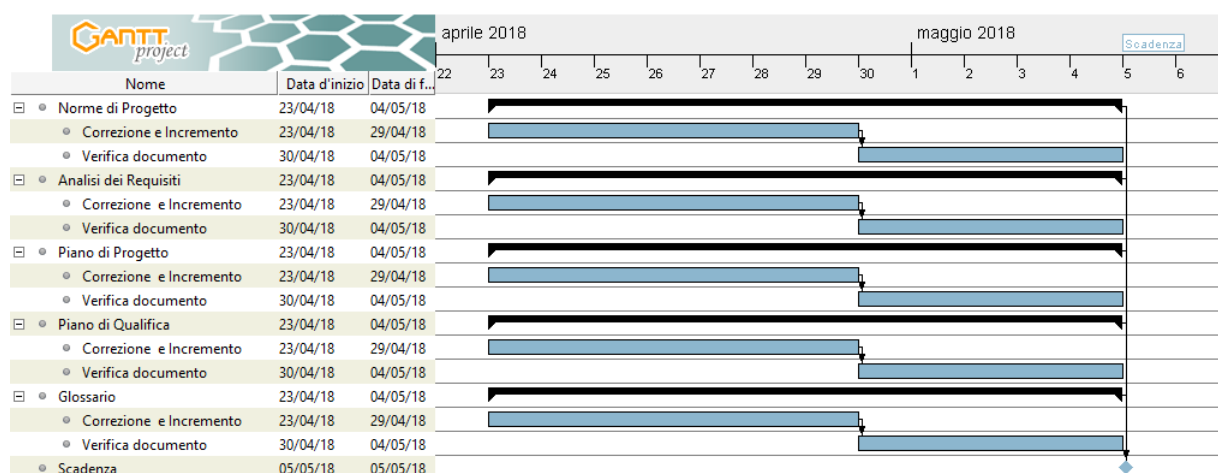 GANTT
project
aprile 2018 maggio 2018
Scadenza
22 23 24 25 26 27 28 29 30 1 2 3 4 5 6
Nome Data d'inizio Data di f...
Norme di Progetto 23/04/18 04/05/18
Correzione e Incremento 23/04/18 29/04/18
Verifica documento 30/04/18 04/05/18
Analisi dei Requisiti 23/04/18 04/05/18
Correzione e Incremento 23/04/18 29/04/18
Verifica documento 30/04/18 04/05/18
Piano di Progetto 23/04/18 04/05/18
Correzione e Incremento 23/04/18 29/04/18
Verifica documento 30/04/18 04/05/18
Piano di Qualifica 23/04/18 04/05/18
Correzione e Incremento 23/04/18 29/04/18
Verifica documento 30/04/18 04/05/18
Glossario 23/04/18 04/05/18
Correzione e Incremento 23/04/18 29/04/18
Verifica documento 30/04/18 04/05/18
Scadenza 05/05/18 05/05/18